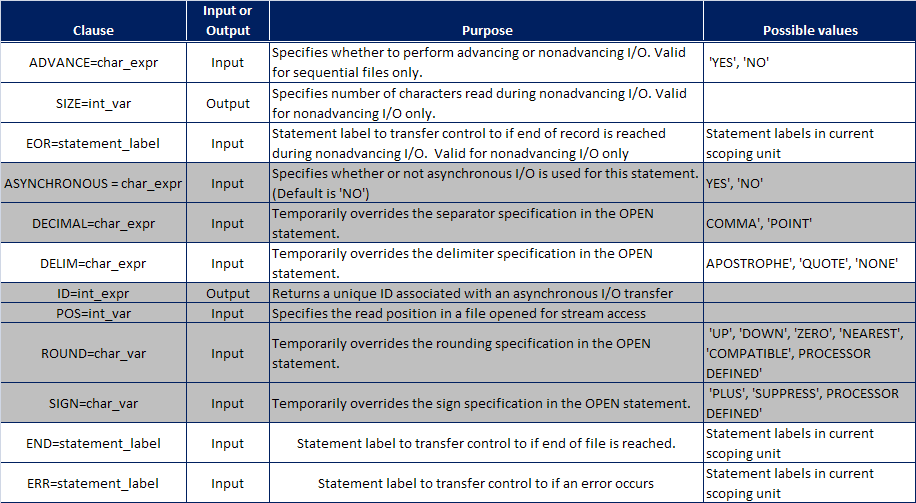 Clause
Input or
Output
Purpose
Possible values
ADVANCE=char_expr
Input
Specifies whether to perform advancing or nonadvancing I/O. Valid
for sequential files only.
'YES', 'NO'
SIZE=int_var
Output
Specifies number of characters read during nonadvancing I/O. Valid
for nonadvancing I/O only.
EOR=statement_label
Input
Statement label to transfer control to if end of record is reached
during nonadvancing I/O.  Valid for nonadvancing I/O only
Statement labels in current
scoping unit
ASYNCHRONOUS = char_expr
Input
Specifies whether or not asynchronous I/O is used for this statement.
(Default is 'NO')
YES', 'NO'
DECIMAL=char_expr
Input
Temporarily overrides the separator specification in the OPEN
statement.
COMMA', 'POINT'
DELIM=char_expr
Input
Temporarily overrides the delimiter specification in the OPEN
statement.
APOSTROPHE', 'QUOTE', 'NONE'
ID=int_expr
Output
Returns a unique ID associated with an asynchronous I/O transfer
POS=int_var
Input
Specifies the read position in a file opened for stream access
ROUND=char_var
Input
Temporarily overrides the rounding specification in the OPEN
statement.
'UP', 'DOWN', 'ZERO', 'NEAREST',
'COMPATIBLE', PROCESSOR
DEFINED'
SIGN=char_var
Input
Temporarily overrides the sign specification in the OPEN statement.
'PLUS', 'SUPPRESS', PROCESSOR
DEFINED'
END=statement_label
Input
Statement label to transfer control to if end of file is reached.
Statement labels in current
scoping unit
ERR=statement_label
Input
Statement label to transfer control to if an error occurs
Statement labels in current
scoping unit